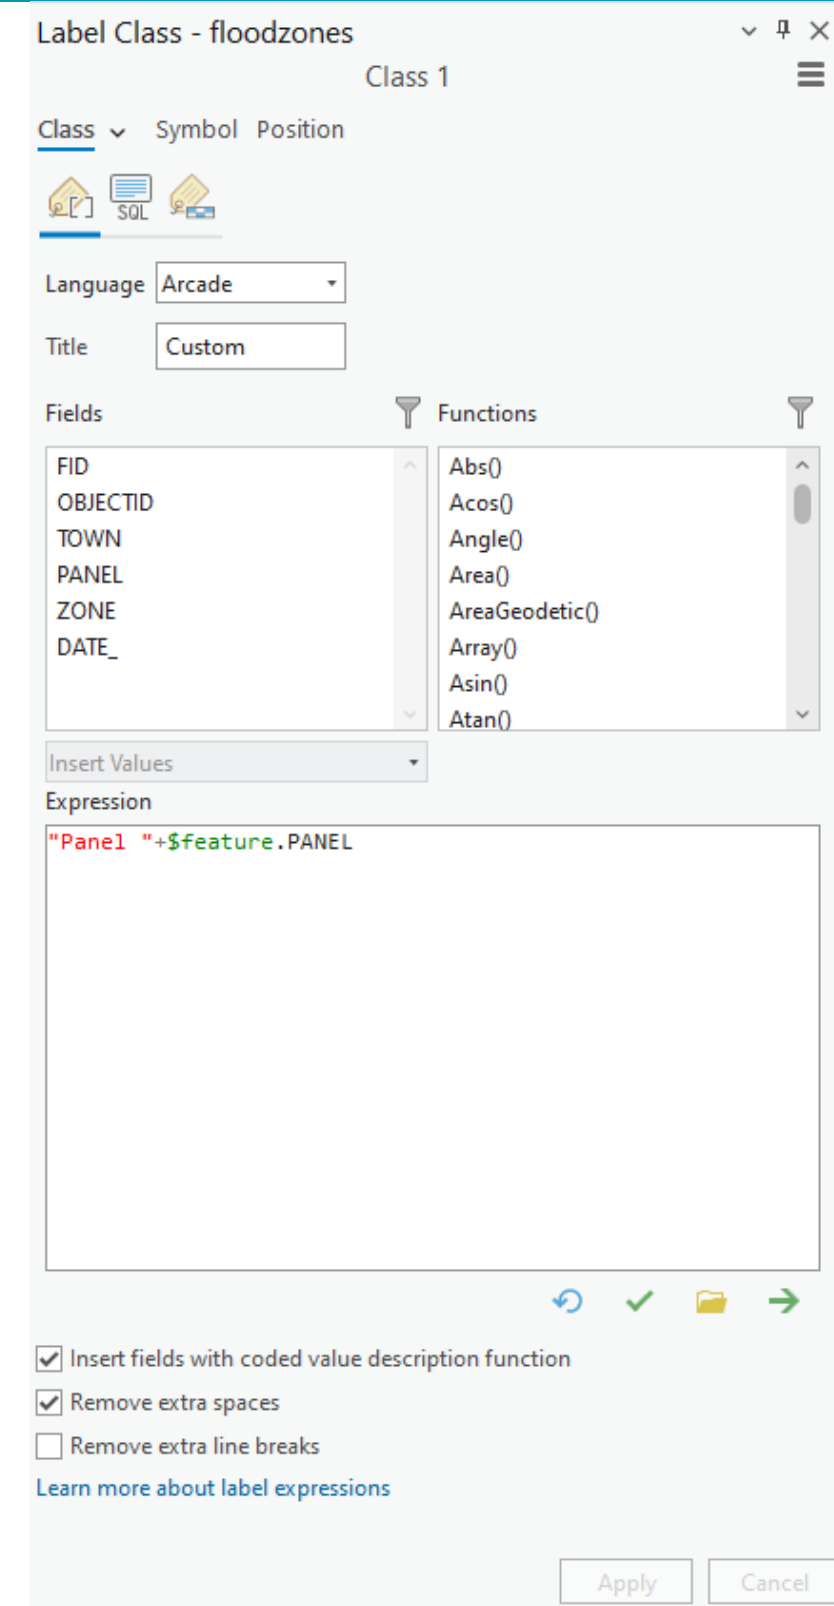 Label Class - floodzones
Class 1
Class Symbol Position
SQL
Language Arcade
Title Custom
Fields
Functions
FID
OBJECTID
TOWN
PANEL
ZONE
DATE_
Abs()
Acos()
Angle()
Area()
AreaGeodetic()
Array()
Asin()
Atan()
Insert Values
Expression
"Panel "+$feature.PANEL
Insert fields with coded value description function
Remove extra spaces
Remove extra line breaks
Learn more about label expressions
Apply Cancel